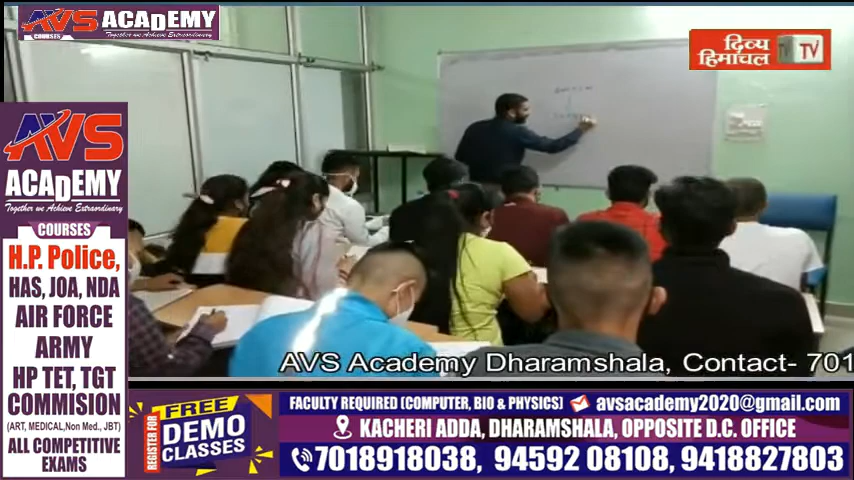 AVS ACADEMY
COURSES
Together we Achieve Extraordinary
दिव्य
हिमाचल TV
AVS
ACADEMY
Together we Achieve Extraordinary
COURSES
H.P. Police,
HAS, JOA, NDA
AIR FORCE
ARMY
HP TET, TGT
COMMISION
(ART, MEDICAL,Non Med., JBT)
ALL COMPETITIVE
EXAMS
AVS Academy Dharamshala, Contact- 701
REGISTER FOR
FREE
DEMO
CLASSES
FACULTY REQUIRED (COMPUTER, BIO & PHYSICS) avsacademy2020@gmail.com
KACHERI ADDA, DHARAMSHALA, OPPOSITE D.C. OFFICE
7018918038, 94592 08108, 9418827803